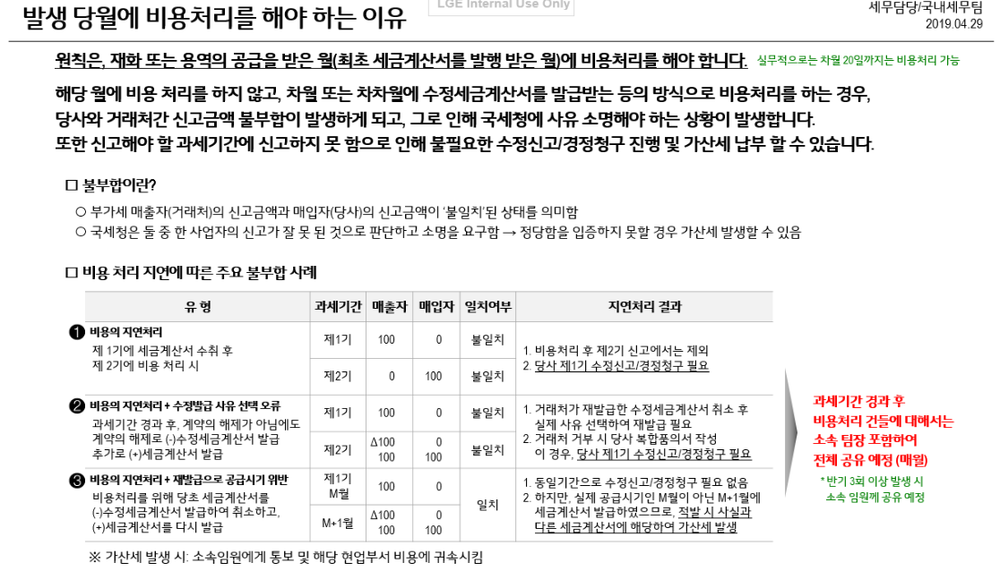 LGE Internal Use Only
발생 당월에 비용처리를 해야 하는 이유
세무담당/국내세무팀
2019.04.29
원칙은, 재화 또는 용역의 공급을 받은 월(최초 세금계산서를 발행 받은 월)에 비용처리를 해야 합니다. 실무적으로는 차월 20일까지는 비용처리 가능
해당 월에 비용 처리를 하지 않고, 차월 또는 차차월에 수정세금계산서를 발급받는 등의 방식으로 비용처리를 하는 경우,
당사와 거래처간 신고금액 불부합이 발생하게 되고, 그로 인해 국세청에 사유 소명해야 하는 상황이 발생합니다.
또한 신고해야 할 과세기간에 신고하지 못 함으로 인해 불필요한 수정신고/경정청구 진행 및 가산세 납부 할 수 있습니다.
□ 불부합이란?
○ 부가세 매출자(거래처)의 신고금액과 매입자(당사)의 신고금액이 '불일치'된 상태를 의미함
○ 국세청은 둘 중 한 사업자의 신고가 잘 못 된 것으로 판단하고 소명을 요구함 → 정당함을 입증하지 못할 경우 가산세 발생할 수 있음
□ 비용 처리 지연에 따른 주요 불부합 사례
유 형 과세기간 매출자 매입자 일치여부 지연처리 결과
❶ 비용의 지연처리
제 1기에 세금계산서 수취 후
제 2기에 비용 처리 시
제1기 100 0 불일치
제2기 0 100 불일치
1. 비용처리 후 제2기 신고에서는 제외
2. 당사 제1기 수정신고/경정청구 필요
❷ 비용의 지연처리 + 수정발급 사유 선택 오류
과세기간 경과 후, 계약의 해제가 아님에도
계약의 해제로 (-)수정세금계산서 발급
추가로 (+)세금계산서 발급
제1기 100 0 불일치
제2기 Δ100 0 불일치
100 100
1. 거래처가 재발급한 수정세금계산서 취소 후
실제 사유 선택하여 재발급 필요
2. 거래처 거부 시 당사 복합품의서 작성
이 경우, 당사 제1기 수정신고/경정청구 필요
❸ 비용의 지연처리 + 재발급으로 공급시기 위반
비용처리를 위해 당초 세금계산서를
(-)수정세금계산서 발급하여 취소하고,
(+)세금계산서를 다시 발급
제1기
M월 100 0 일치
M+1월 Δ100 0
100 100
1. 동일기간으로 수정신고/경정청구 필요 없음
2. 하지만, 실제 공급시기인 M월이 아닌 M+1월에
세금계산서 발급하였으므로, 적발 시 사실과
다른 세금계산서에 해당하여 가산세 발생
과세기간 경과 후
비용처리 건들에 대해서는
소속 팀장 포함하여
전체 공유 예정 (매월)
* 반기 3회 이상 발생 시
소속 임원께 공유 예정
※ 가산세 발생 시: 소속임원에게 통보 및 해당 현업부서 비용에 귀속시킴